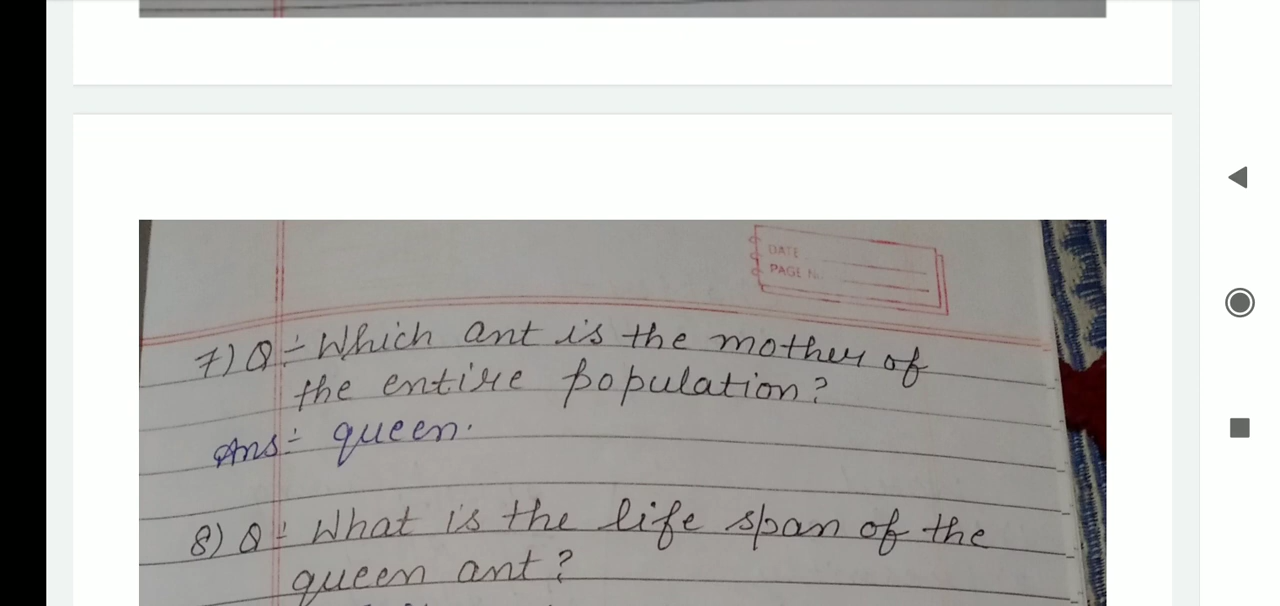 DATE
PAGE N
7) Q÷ Which ant is the mother of
the entire population?
Ans÷ queen.
8) Q÷ What is the life span of the
queen ant?